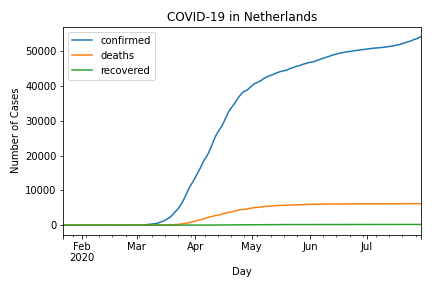 COVID-19 in Netherlands
confirmed
deaths
recovered
Number of Cases
50000
40000
30000
20000
10000
0
Feb Mar Apr May Jun Jul
2020
Day